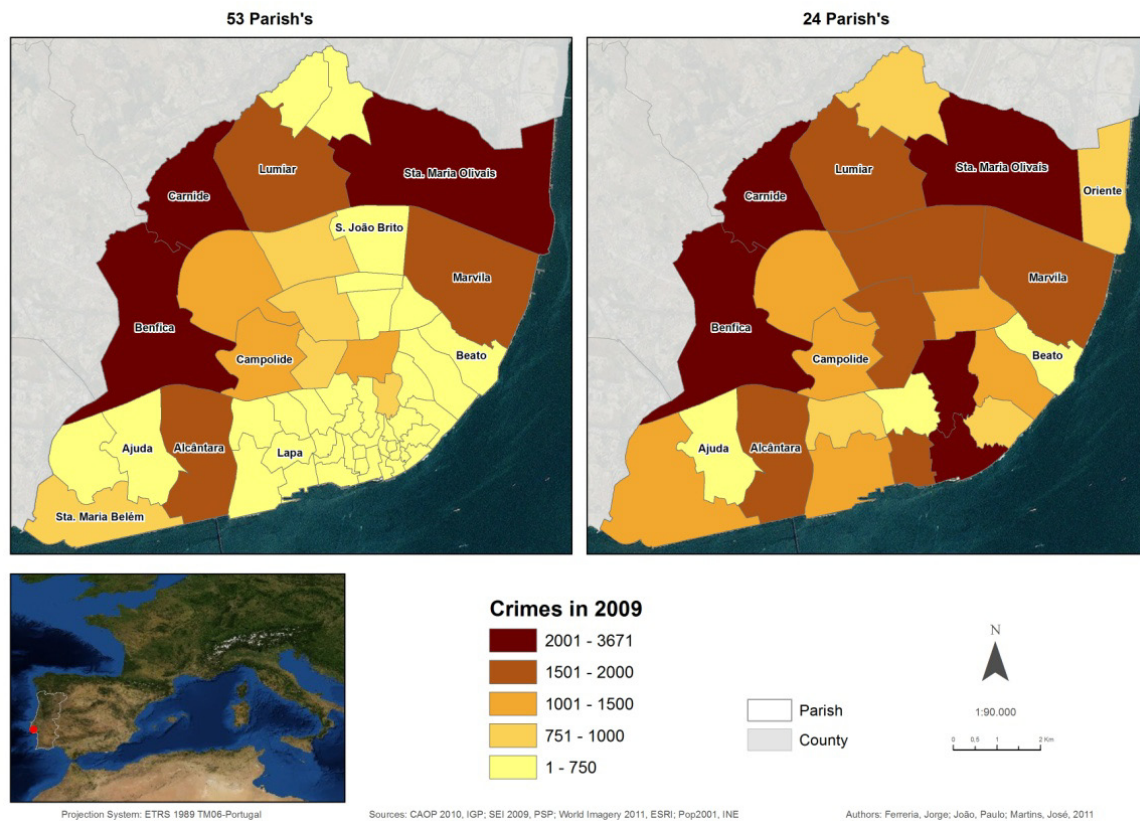 53 Parish's
24 Parish's
Lumiar
Sta. Maria Olivais
Carnide
S. João Brito
Marvila
Benfica
Campolide
Beato
Ajuda
Alcântara
Lapa
Sta. Maria Belém
Lumiar
Sta. Maria Olivais
Carnide
Oriente
Marvila
Benfica
Campolide
Beato
Ajuda
Alcântara
Crimes in 2009
2001 - 3671
1501 - 2000
1001 - 1500
751 - 1000
1 - 750
Parish
County
N
1:90.000
0 0,5 1 2 Km
Projection System: ETRS 1989 TM06-Portugal
Sources: CAOP 2010, IGP; SEI 2009, PSP; World Imagery 2011, ESRI; Pop2001, INE
Authors: Ferreria, Jorge; João, Paulo; Martins, José, 2011